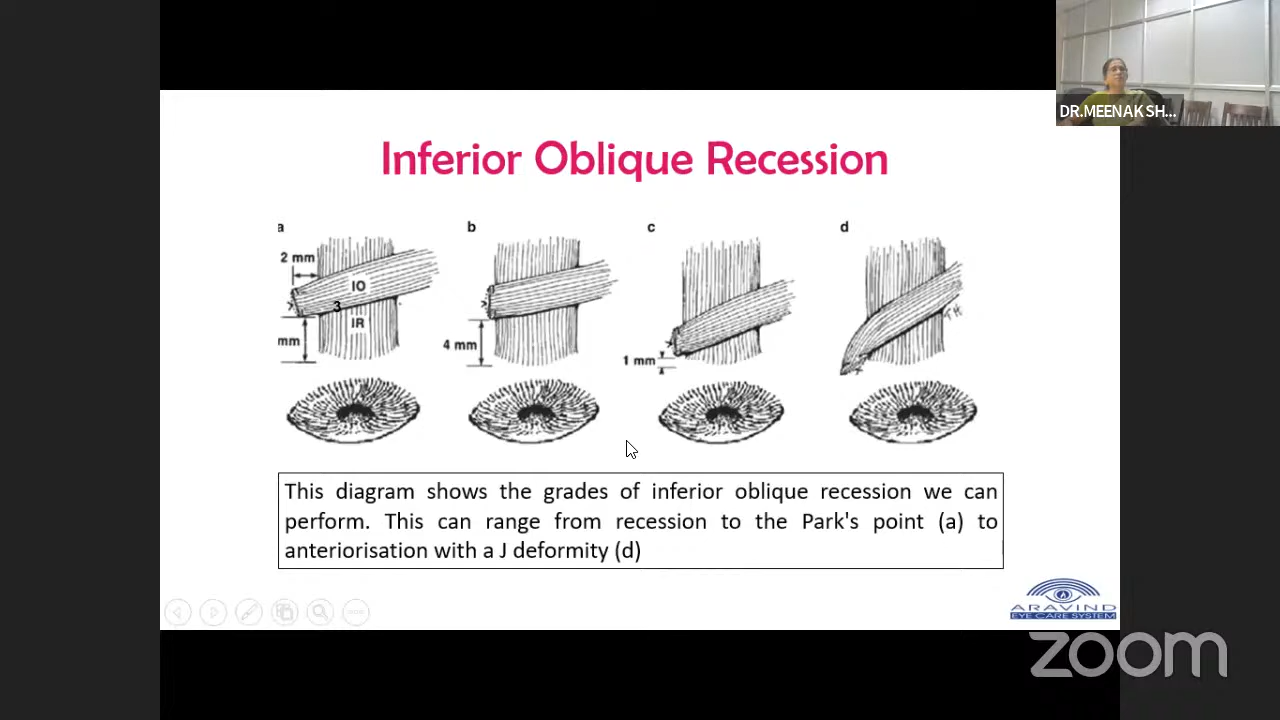 DR.MEENAKSH...
Inferior Oblique Recession
a
b
c
d
2 mm
IO
3
IR
mm
4 mm
1 mm
This diagram shows the grades of inferior oblique recession we can
perform. This can range from recession to the Park's point (a) to
anteriorisation with a J deformity (d)
ARAVIND
EYE CARE SYSTEM
zoom